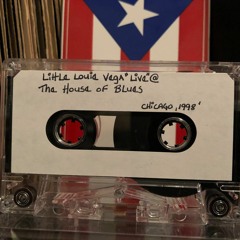 Little Louie Vega "Live" @
The House of Blues
Chicago, 1998'